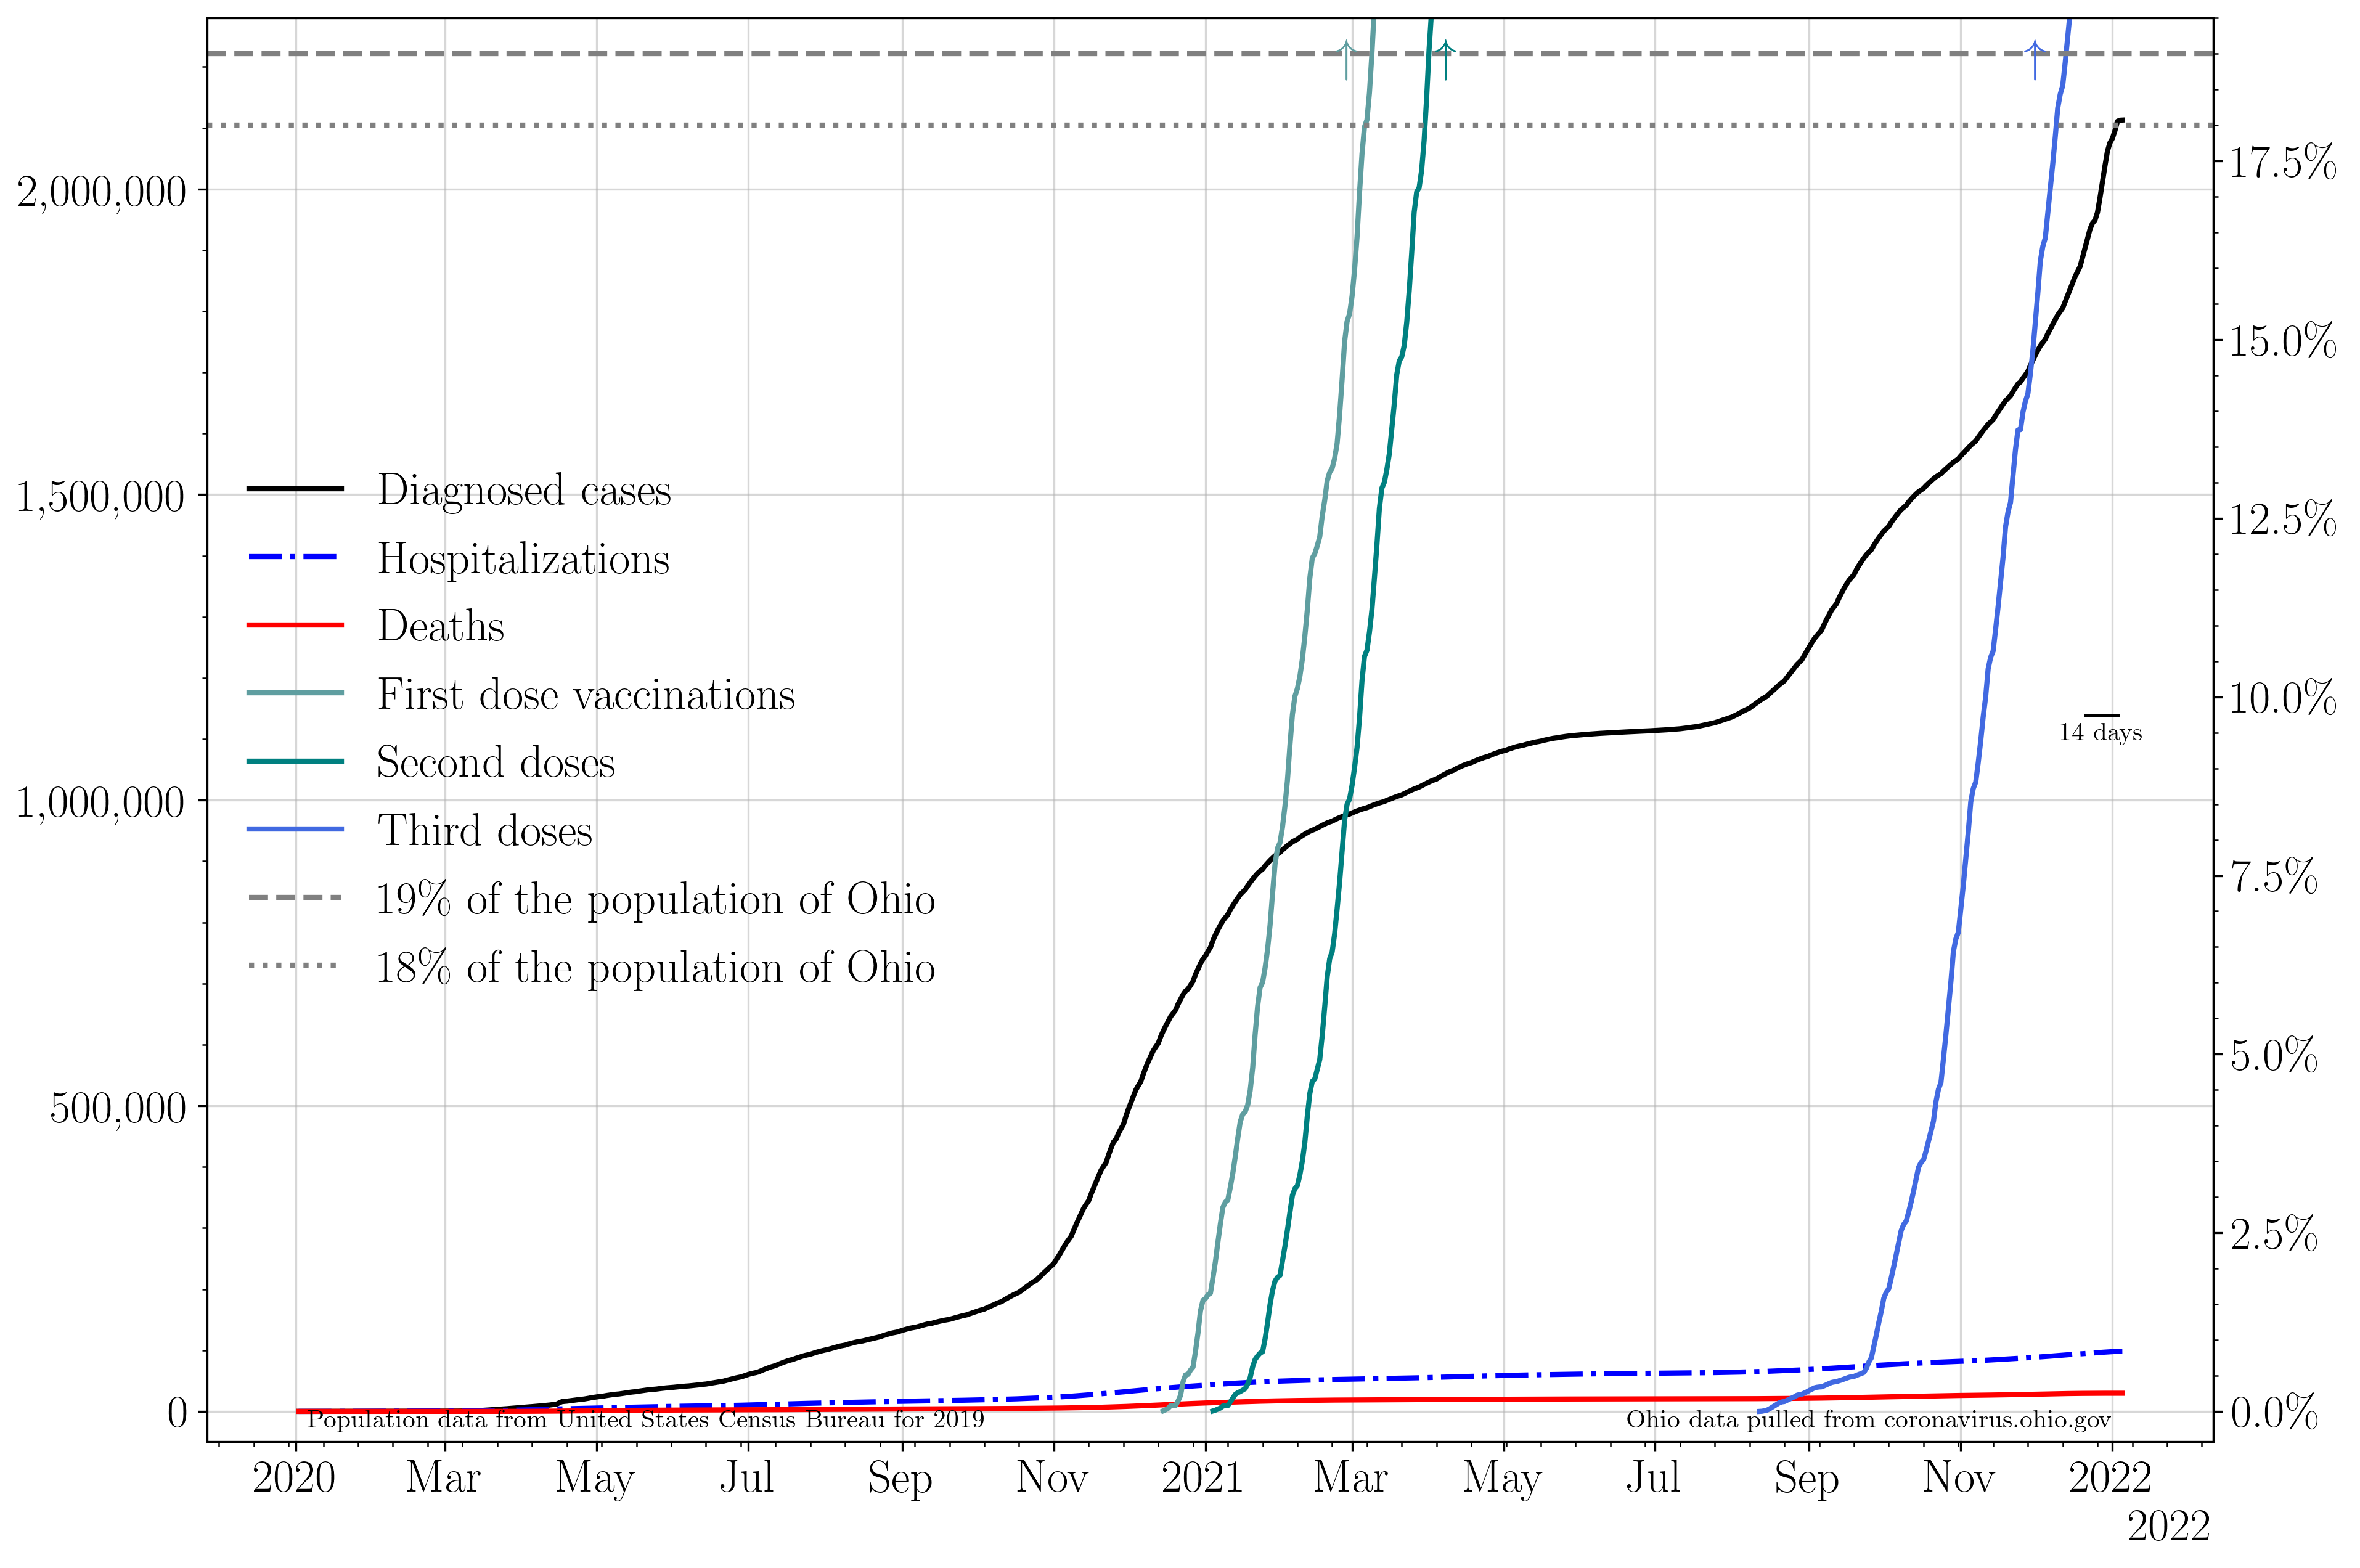 2,000,000
1,500,000
1,000,000
500,000
0
17.5%
15.0%
12.5%
10.0%
7.5%
5.0%
2.5%
0.0%
Diagnosed cases
Hospitalizations
Deaths
First dose vaccinations
Second doses
Third doses
19% of the population of Ohio
18% of the population of Ohio
14 days
Population data from United States Census Bureau for 2019
Ohio data pulled from coronavirus.ohio.gov
2020 Mar May Jul Sep Nov 2021 Mar May Jul Sep Nov 2022
2022